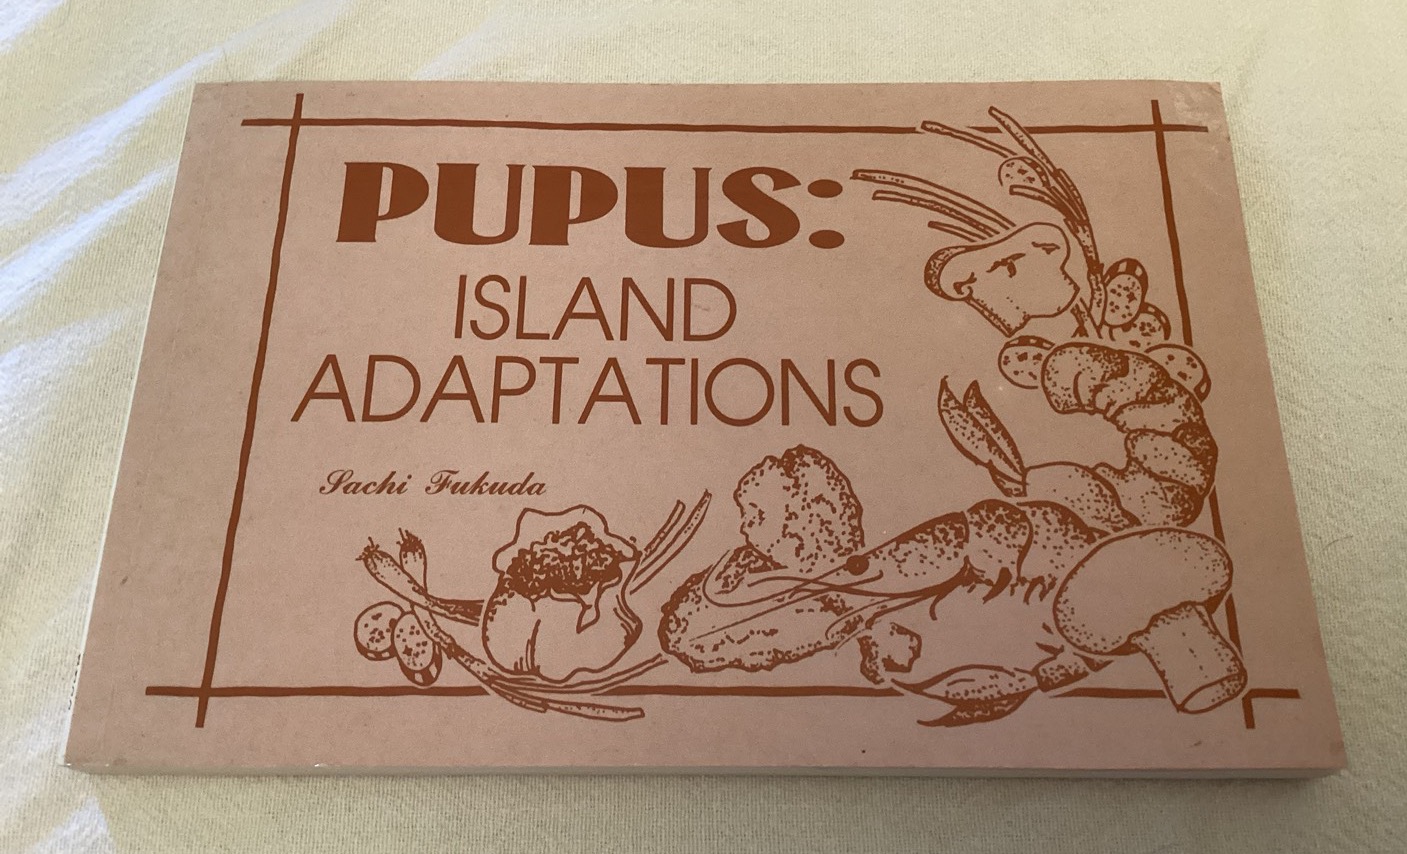 PUPUS:
ISLAND
ADAPTATIONS
Sachi Fukuda